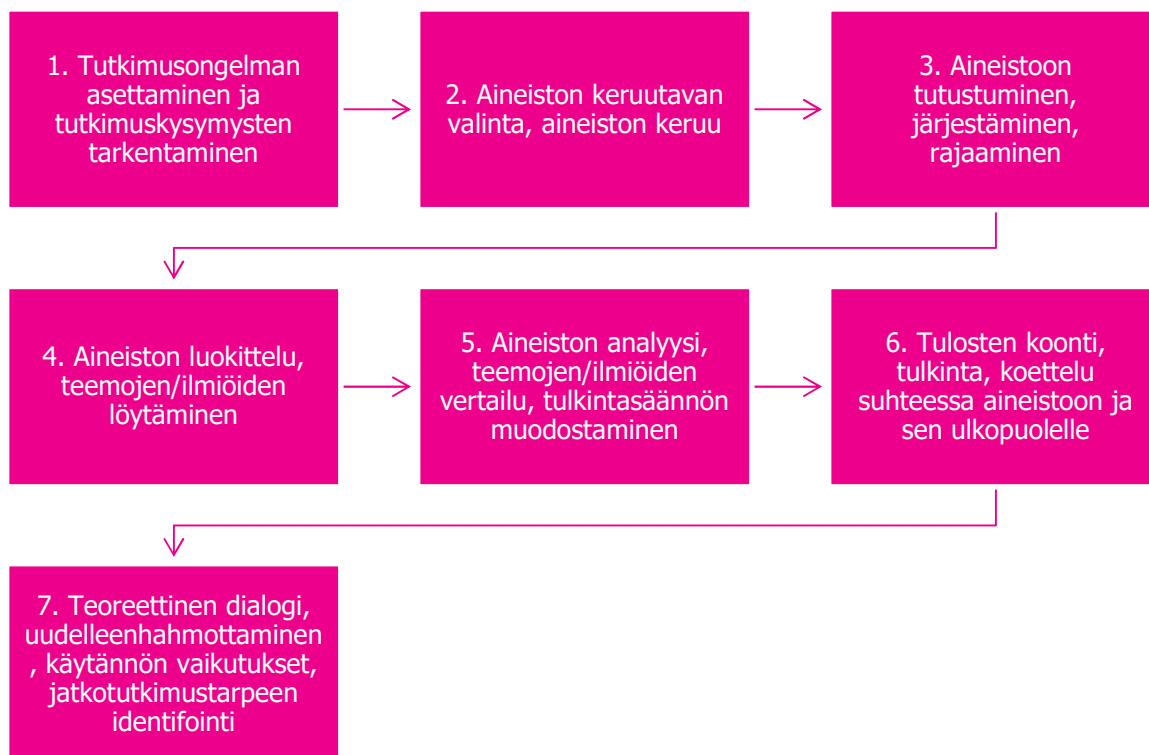 1. Tutkimusongelman
asettaminen ja
tutkimuskysymysten
tarkentaminen
2. Aineiston keruutavan
valinta, aineiston keruu
3. Aineistoon
tutustuminen,
järjestäminen,
rajaaminen
4. Aineiston luokittelu,
teemojen/ilmiöiden
löytäminen
5. Aineiston analyysi,
teemojen/ilmiöiden
vertailu, tulkintasäännön
muodostaminen
6. Tulosten koonti,
tulkinta, koettelu
suhteessa aineistoon ja
sen ulkopuolelle
7. Teoreettinen dialogi,
uudelleenhahmottaminen
, käytännön vaikutukset,
jatkotutkimustarpeen
identifointi